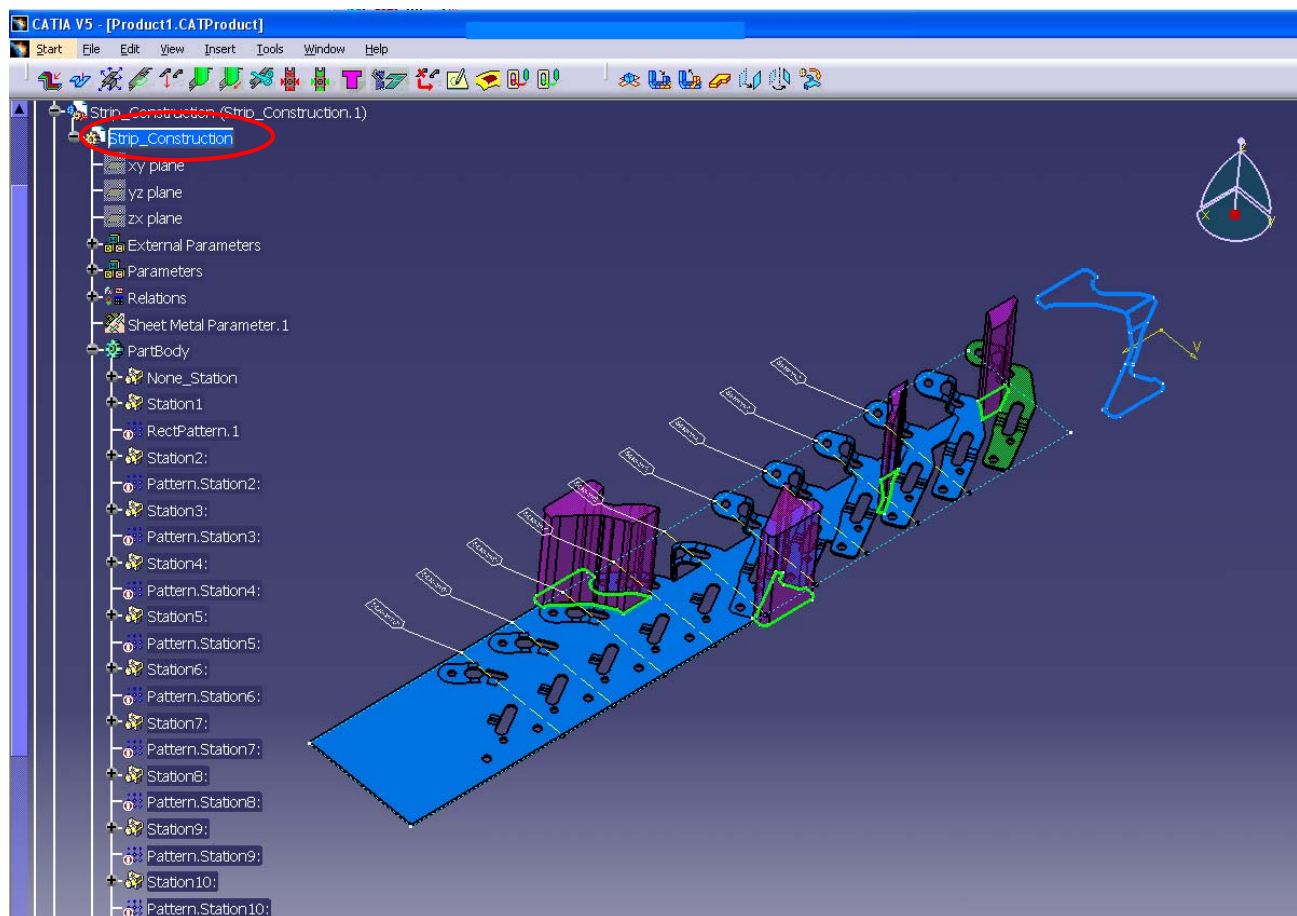 CATIA V5 - [Product1.CATProduct]
Start File Edit View Insert Tools Window Help
Strip_Construction (Strip_Construction.1)
Strip_Construction
xy plane
yz plane
zx plane
External Parameters
Parameters
Relations
Sheet Metal Parameter.1
PartBody
None_Station
Station1
RectPattern.1
Station2:
Pattern.Station2:
Station3:
Pattern.Station3:
Station4:
Pattern.Station4:
Station5:
Pattern.Station5:
Station6:
Pattern.Station6:
Station7:
Pattern.Station7:
Station8:
Pattern.Station8:
Station9:
Pattern.Station9:
Station10:
Pattern.Station10:
z
x
y
V